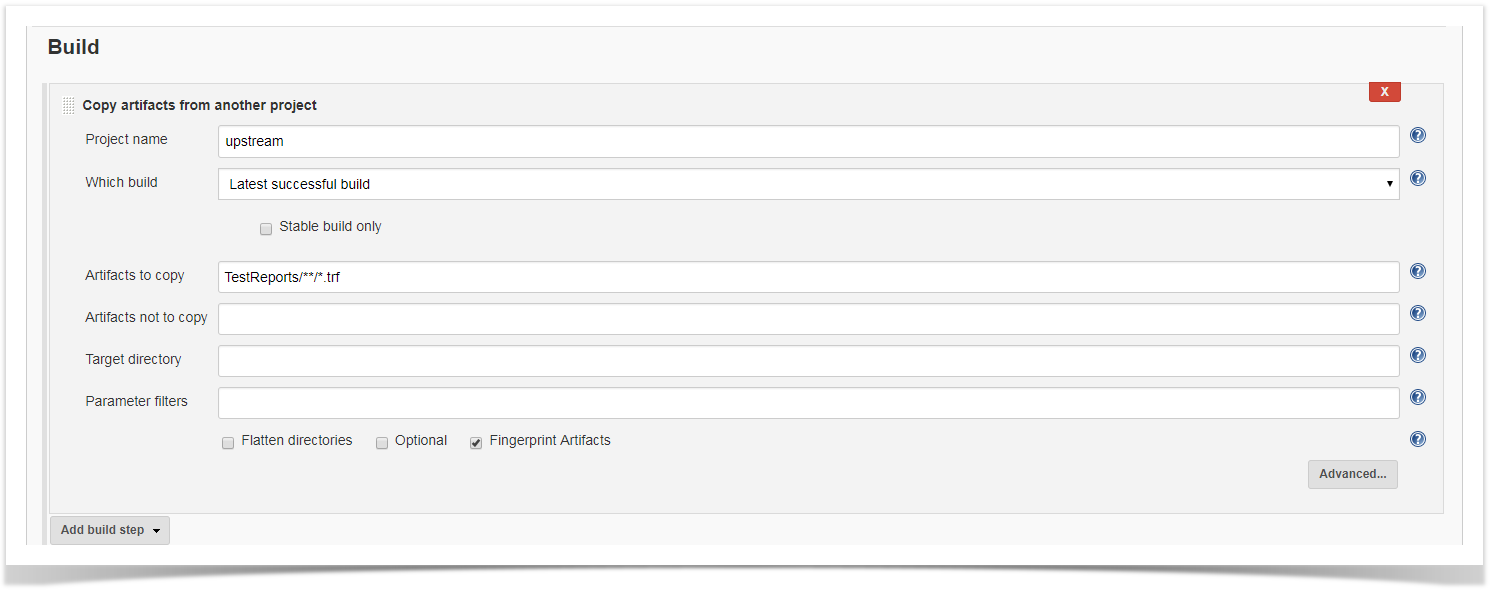 Build
Copy artifacts from another project
X
Project name
upstream
?
Which build
Latest successful build
?
Stable build only
Artifacts to copy
TestReports/**/*.trf
?
Artifacts not to copy
?
Target directory
?
Parameter filters
?
Flatten directories Optional Fingerprint Artifacts
?
Advanced...
Add build step